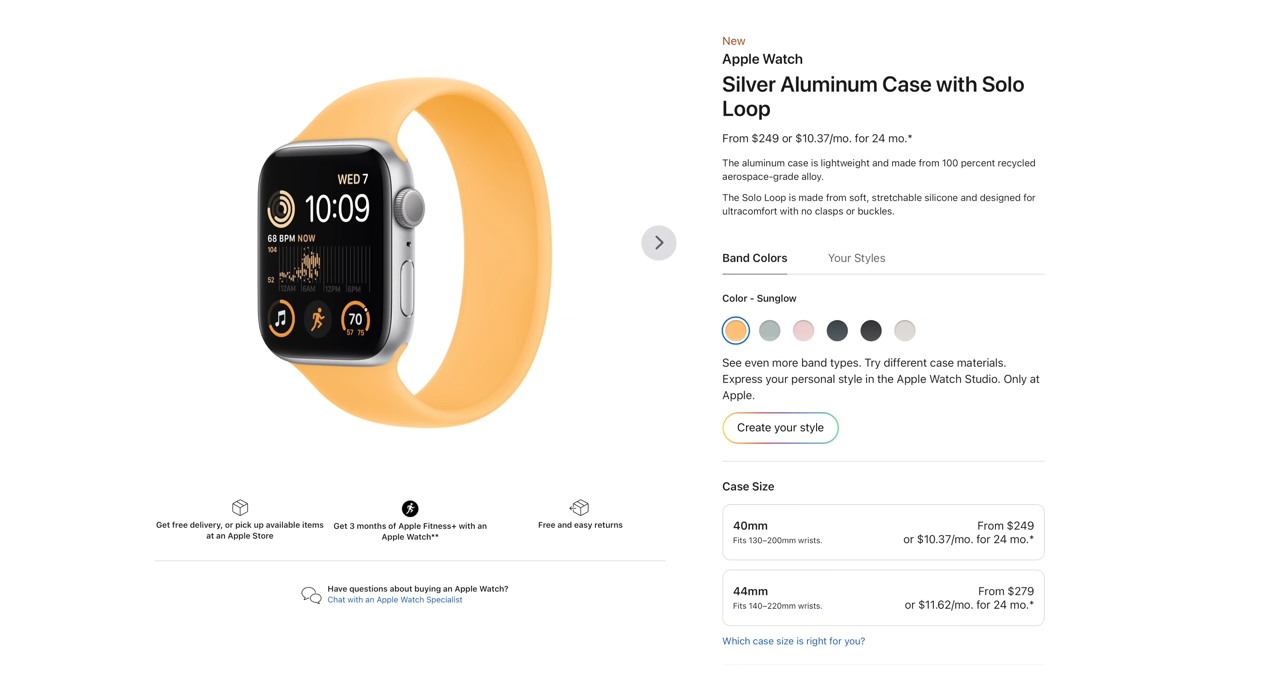 WED 7
10:09
68 BPM NOW
104
52
12AM 6AM 12PM 6PM
70
57 75
Get free delivery, or pick up available items
at an Apple Store
Get 3 months of Apple Fitness+ with an
Apple Watch**
Free and easy returns
Have questions about buying an Apple Watch?
Chat with an Apple Watch Specialist
New
Apple Watch
Silver Aluminum Case with Solo
Loop
From $249 or $10.37/mo. for 24 mo.*
The aluminum case is lightweight and made from 100 percent recycled
aerospace-grade alloy.
The Solo Loop is made from soft, stretchable silicone and designed for
ultracomfort with no clasps or buckles.
Band Colors Your Styles
Color - Sunglow
See even more band types. Try different case materials.
Express your personal style in the Apple Watch Studio. Only at
Apple.
Create your style
Case Size
40mm From $249
Fits 130–200mm wrists. or $10.37/mo. for 24 mo.*
44mm From $279
Fits 140–220mm wrists. or $11.62/mo. for 24 mo.*
Which case size is right for you?